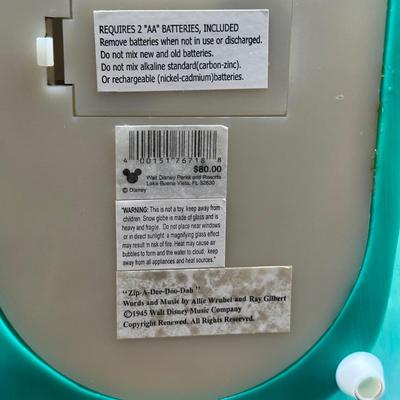 REQUIRES 2 "AA" BATTERIES, INCLUDED
Remove batteries when not in use or discharged.
Do not mix new and old batteries.
Do not mix alkaline standard(carbon-zinc).
Or rechargeable (nickel-cadmium)batteries.
4 00151 76718 8
$80.00
Walt Disney Parks and Resorts
Lake Buena Vista, FL 32830
© Disney
"WARNING: This is not a toy, keep away from
children. Snow globe is made of glass and is
heavy and fragile. Do not place near windows
or in direct sunlight: a magnifying glass effect
may result in risk of fire. Heat may cause air
bubbles to form and the water to cloud, keep
away from all appliances and heat sources."
"Zip-A-Dee-Doo-Dah"
Words and Music by Allie Wrubel and Ray Gilbert
©1945 Walt Disney Music Company
Copyright Renewed. All Rights Reserved.